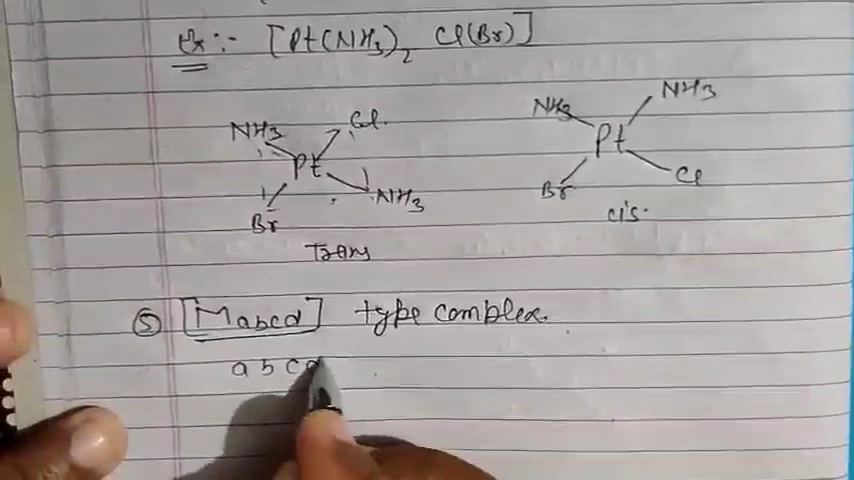 Ex :- [Pt(NH3)2 Cl(Br)]
NH3 Cl.
Pt
Br NH3
Trans
NH3 NH3
Pt
Br Cl
cis.
(5) [Mabcd] type complex.
a b c d